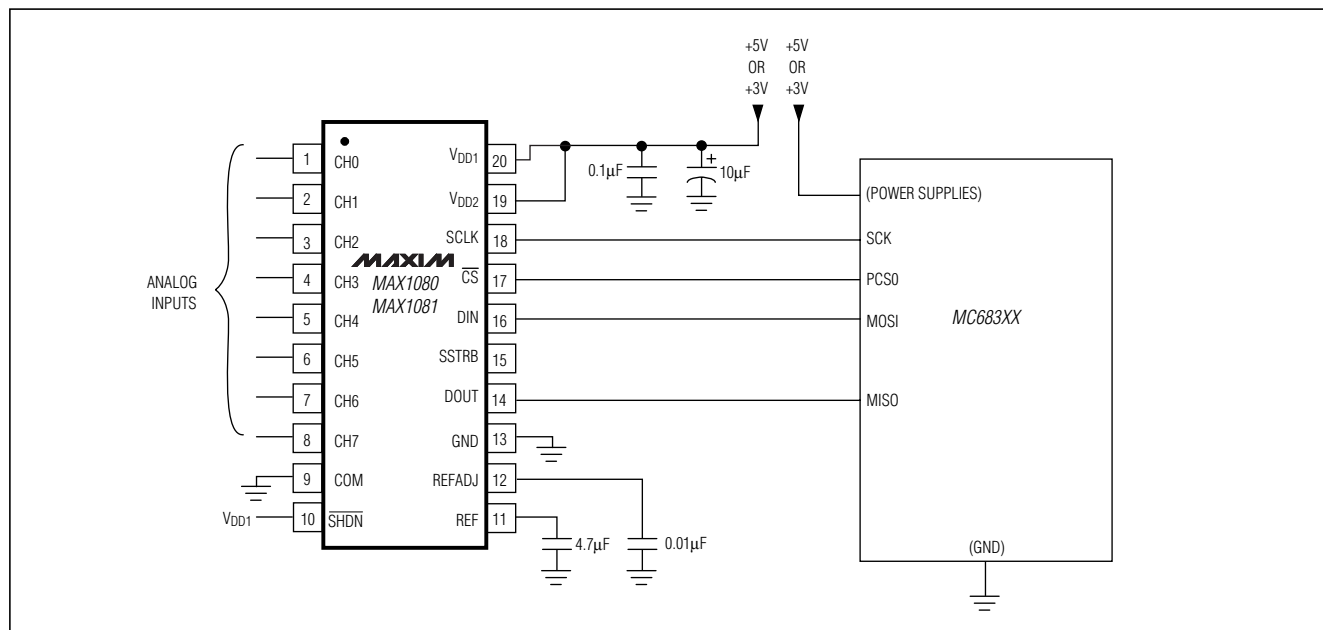 +5V
OR
+3V
+5V
OR
+3V
ANALOG
INPUTS
1 CH0
2 CH1
3 CH2
4 CH3
5 CH4
6 CH5
7 CH6
8 CH7
9 COM
VDD1 10 SHDN
MAXIM
MAX1080
MAX1081
VDD1 20
VDD2 19
SCLK 18
CS 17
DIN 16
SSTRB 15
DOUT 14
GND 13
REFADJ 12
REF 11
0.1µF
+
10µF
4.7µF
0.01µF
(POWER SUPPLIES)
SCK
PCS0
MOSI
MC683XX
MISO
(GND)